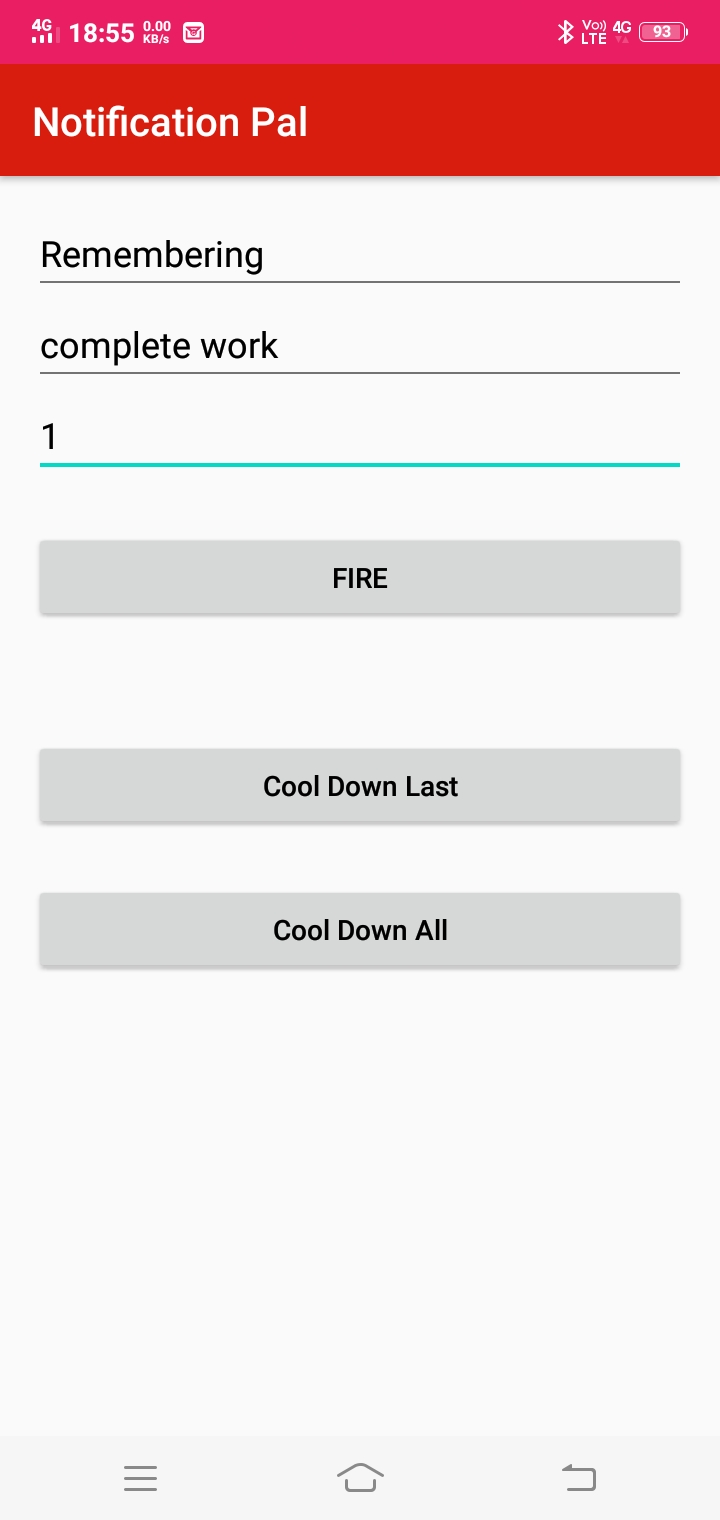 4G 18:55 0.00 KB/s Vo)) LTE 4G 93
Notification Pal
Remembering
complete work
1
FIRE
Cool Down Last
Cool Down All